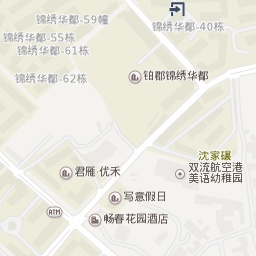 锦绣华都-59幢
锦绣华都-40栋
锦绣华都-55栋
锦绣华都-61栋
锦绣华都-62栋
铂郡锦绣华都
沈家碾
双流航空港
美语幼稚园
君雁·优禾
写意假日
ATM
畅春花园酒店